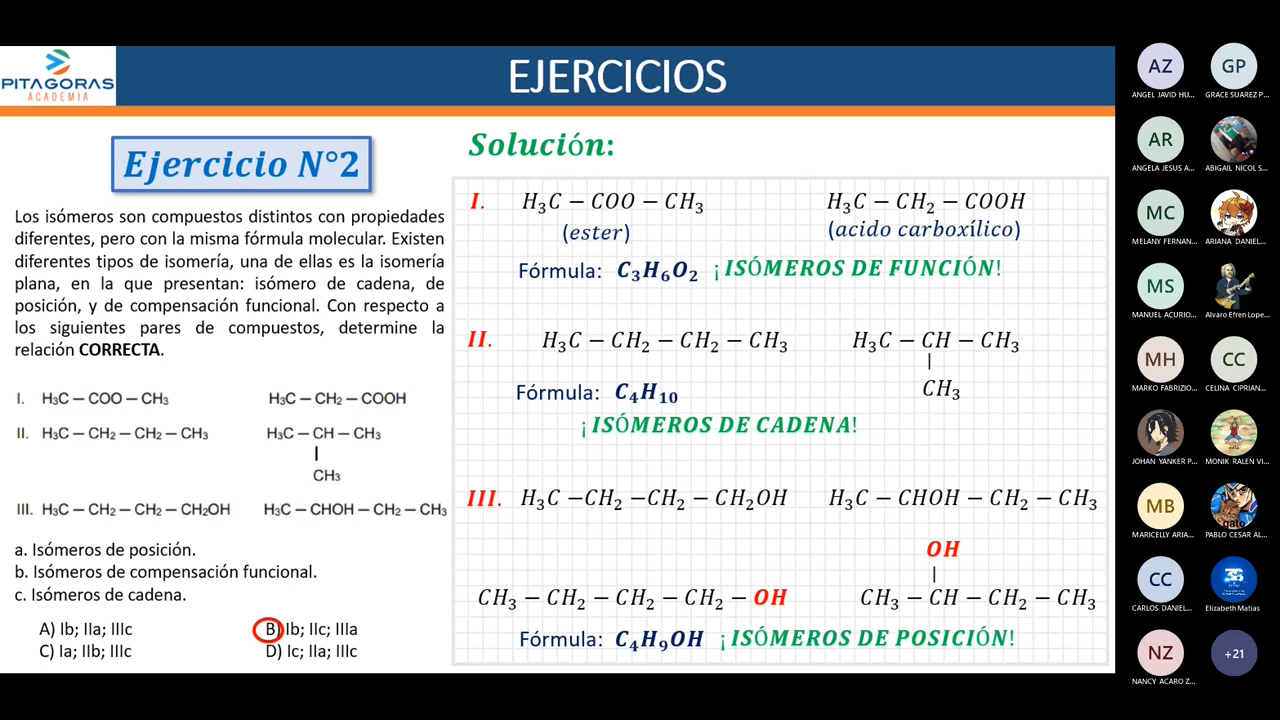 PITAGORAS
ACADEMIA
EJERCICIOS
Ejercicio N°2
Los isómeros son compuestos distintos con propiedades
diferentes, pero con la misma fórmula molecular. Existen
diferentes tipos de isomería, una de ellas es la isomería
plana, en la que presentan: isómero de cadena, de
posición, y de compensación funcional. Con respecto a
los siguientes pares de compuestos, determine la
relación CORRECTA.
I. H₃C – COO – CH₃ H₃C – CH₂ – COOH
II. H₃C – CH₂ – CH₂ – CH₃ H₃C – CH – CH₃
|
CH₃
III. H₃C – CH₂ – CH₂ – CH₂OH H₃C – CHOH – CH₂ – CH₃
a. Isómeros de posición.
b. Isómeros de compensación funcional.
c. Isómeros de cadena.
A) Ib; IIa; IIIc B) Ib; IIc; IIIa
C) Ia; IIb; IIIc D) Ic; IIa; IIIc
Solución:
I. H₃C – COO – CH₃ H₃C – CH₂ – COOH
(ester) (acido carboxílico)
Fórmula: C₃H₆O₂ ¡ISÓMEROS DE FUNCIÓN!
II. H₃C – CH₂ – CH₂ – CH₃ H₃C – CH – CH₃
|
CH₃
Fórmula: C₄H₁₀
¡ISÓMEROS DE CADENA!
III. H₃C –CH₂ –CH₂ – CH₂OH H₃C – CHOH – CH₂ – CH₃
OH
|
CH₃ – CH₂ – CH₂ – CH₂ – OH CH₃ – CH – CH₂ – CH₃
Fórmula: C₄H₉OH ¡ISÓMEROS DE POSICIÓN!
AZ GP
ANGEL JAVID HU... GRACE SUAREZ P...
AR
ANGELA JESUS A... ABIGAIL NICOL S...
MC
MELANY FERNAN... ARIANA DANIEL...
MS
MANUEL ACURIO... Alvaro Efren Lope...
MH CC
MARKO FABRIZIO... CELINA CIPRIAN...
JOHAN YANKER P... MONIK RALEN VI...
MB
gato
MARICELLY ARIA... PABLO CESAR AL...
CC
CARLOS DANIEL... Elizabeth Matias
NZ +21
NANCY ACARO Z...